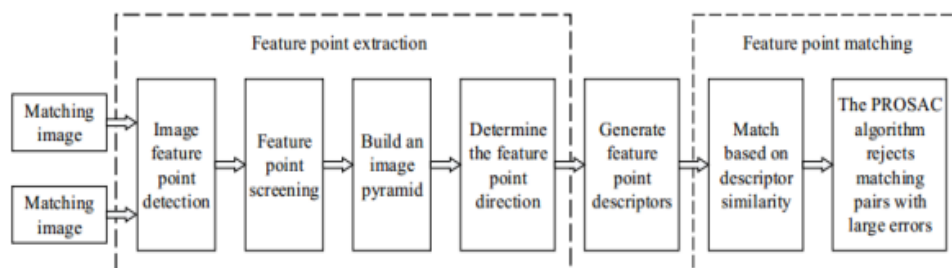 Feature point extraction
Feature point matching
Matching
image
Matching
image
Image
feature
point
detection
Feature
point
screening
Build an
image
pyramid
Determine
the feature
point
direction
Generate
feature
point
descriptors
Match
based on
descriptor
similarity
The PROSAC
algorithm
rejects
matching
pairs with
large errors